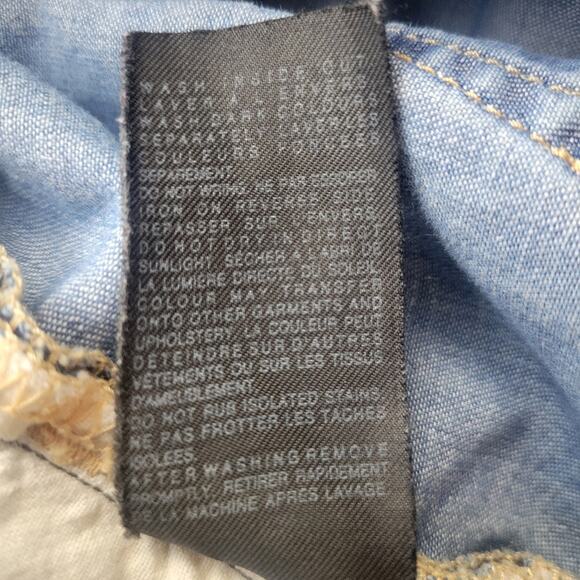 WASH INSIDE OUT
LAVER A L ENVERS
WASH DARK COLOURS
SEPARATELY LAVER LES
COULEURS FONCEES
SEPAREMENT
DO NOT WRING. NE PAS ESSORER
IRON ON REVERSE SIDE
REPASSER SUR L ENVERS
DO NOT DRY IN DIRECT
SUNLIGHT SECHER A L'ABRI DE
LA LUMIERE DIRECTE DU SOLEIL
COLOUR MAY TRANSFER
ONTO OTHER GARMENTS AND
UPHOLSTERY. LA COULEUR PEUT
DETEINDRE SUR D'AUTRES
VETEMENTS OU SUR LES TISSUS
D'AMEUBLEMENT
DO NOT RUB ISOLATED STAINS
NE PAS FROTTER LES TACHES
ISOLEES
AFTER WASHING REMOVE
PROMPTLY. RETIRER RAPIDEMENT
DE LA MACHINE APRES LAVAGE